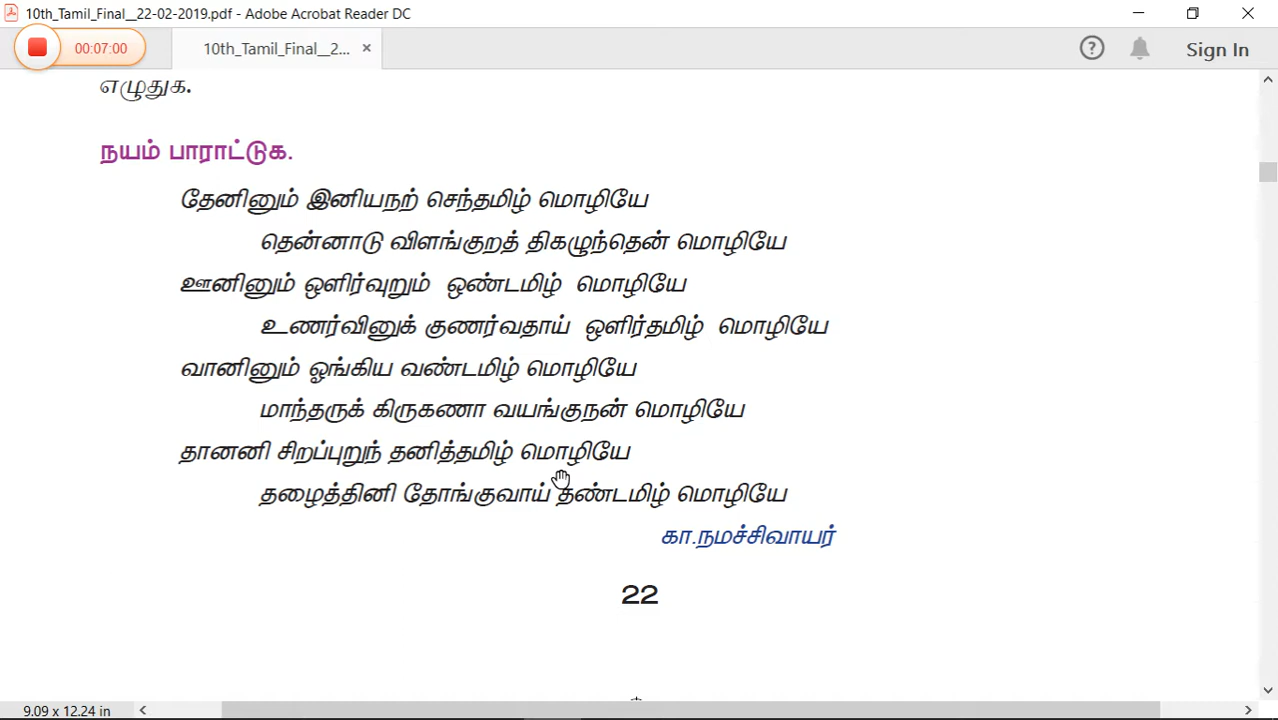 10th_Tamil_Final__22-02-2019.pdf - Adobe Acrobat Reader DC
00:07:00
10th_Tamil_Final__2... ×
? Sign In
எழுதுக.
நயம் பாராட்டுக.
தேனினும் இனியநற் செந்தமிழ் மொழியே
தென்னாடு விளங்குறத் திகழுந்தென் மொழியே
ஊனினும் ஒளிர்வுறும் ஒண்டமிழ் மொழியே
உணர்வினுக் குணர்வதாய் ஒளிர்தமிழ் மொழியே
வானினும் ஓங்கிய வண்டமிழ் மொழியே
மாந்தருக் கிருகணா வயங்குநன் மொழியே
தானனி சிறப்புறுந் தனித்தமிழ் மொழியே
தழைத்தினி தோங்குவாய் தண்டமிழ் மொழியே
கா.நமச்சிவாயர்
22
9.09 x 12.24 in